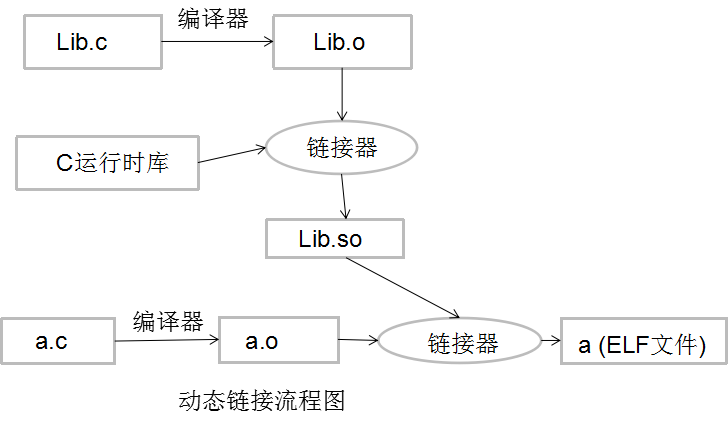 编译器
Lib.c
Lib.o
链接器
C运行时库
Lib.so
编译器
a.c
a.o
链接器
a (ELF文件)
动态链接流程图